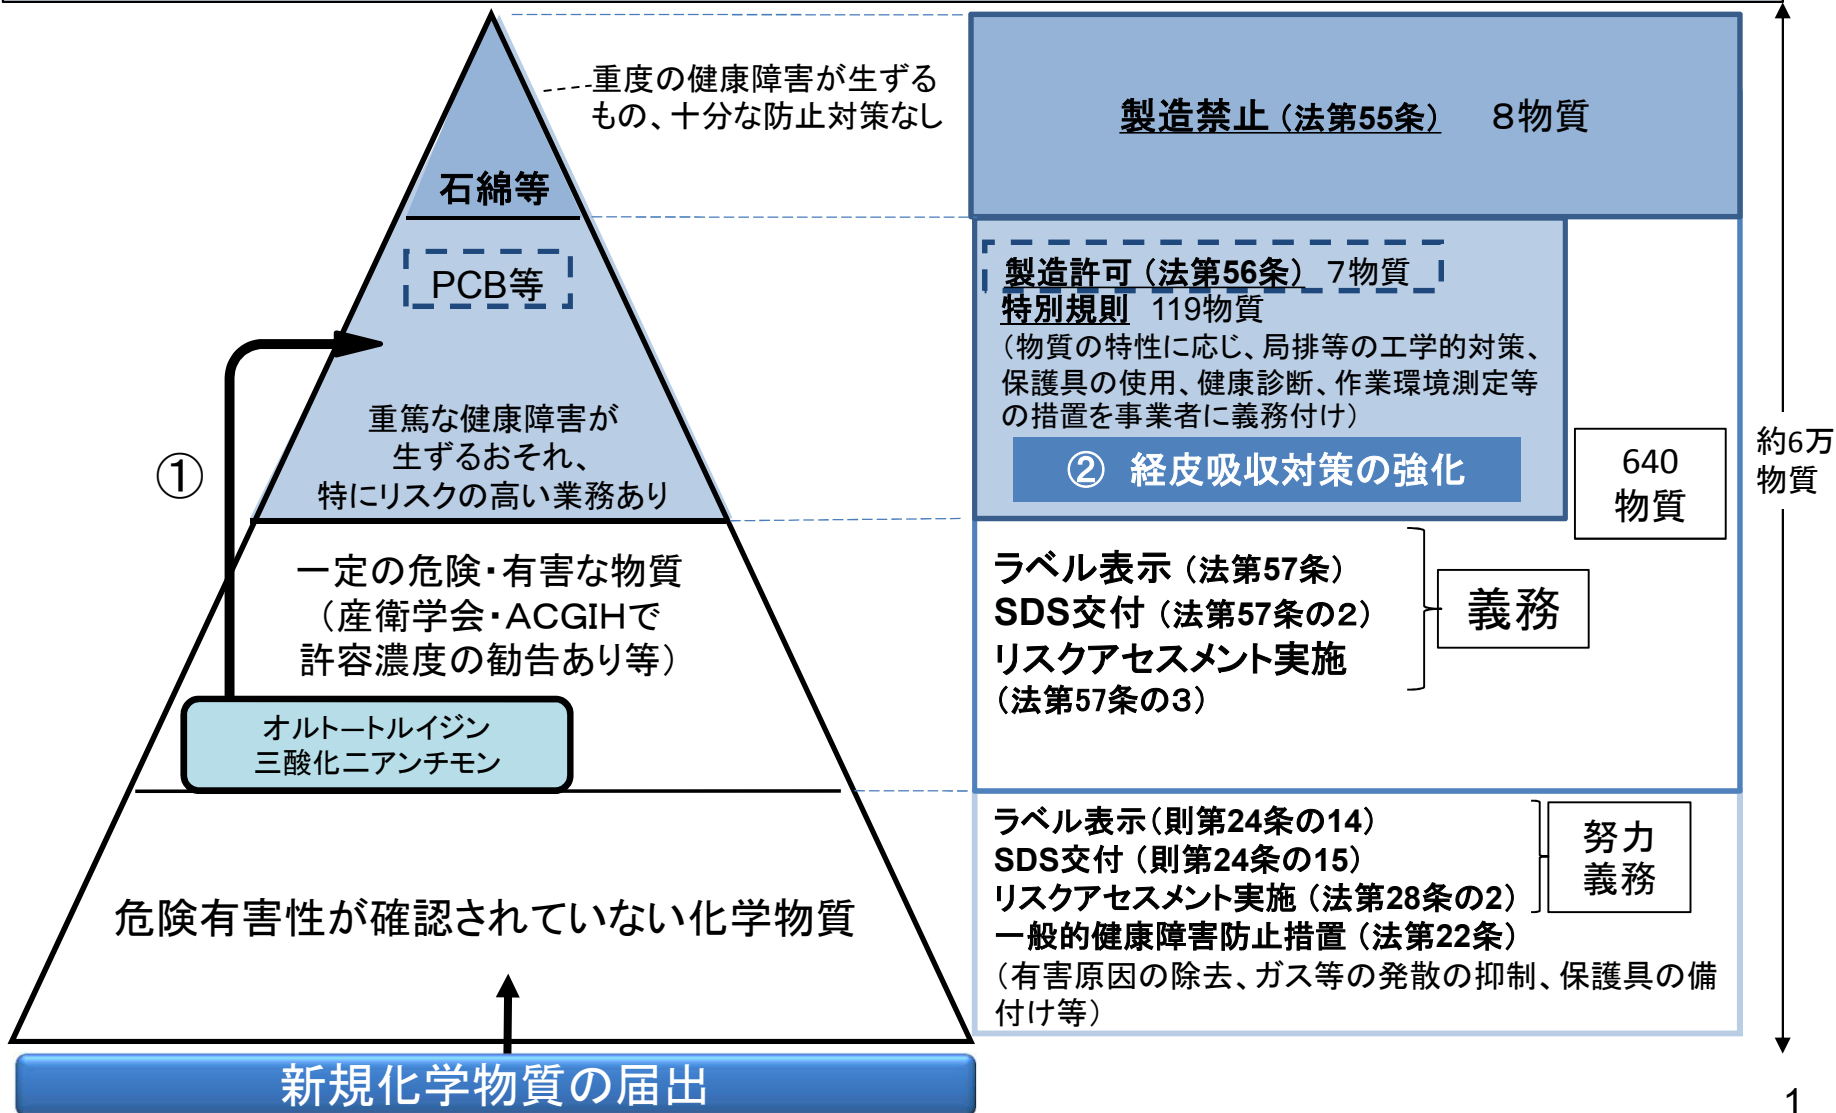 重度の健康障害が生ずる
もの、十分な防止対策なし
石綿等
PCB等
①
重篤な健康障害が
生ずるおそれ、
特にリスクの高い業務あり
一定の危険・有害な物質
（産衛学会・ACGIHで
許容濃度の勧告あり等）
オルト―トルイジン
三酸化二アンチモン
危険有害性が確認されていない化学物質
新規化学物質の届出
製造禁止（法第55条） 8物質
製造許可（法第56条） 7物質
特別規則 119物質
（物質の特性に応じ、局排等の工学的対策、
保護具の使用、健康診断、作業環境測定等
の措置を事業者に義務付け）
② 経皮吸収対策の強化
640
物質
約6万
物質
ラベル表示（法第57条）
SDS交付（法第57条の2）
リスクアセスメント実施
（法第57条の3）
義務
ラベル表示（則第24条の14）
SDS交付（則第24条の15）
リスクアセスメント実施（法第28条の2）
一般的健康障害防止措置（法第22条）
（有害原因の除去、ガス等の発散の抑制、保護具の備
付け等）
努力
義務
1